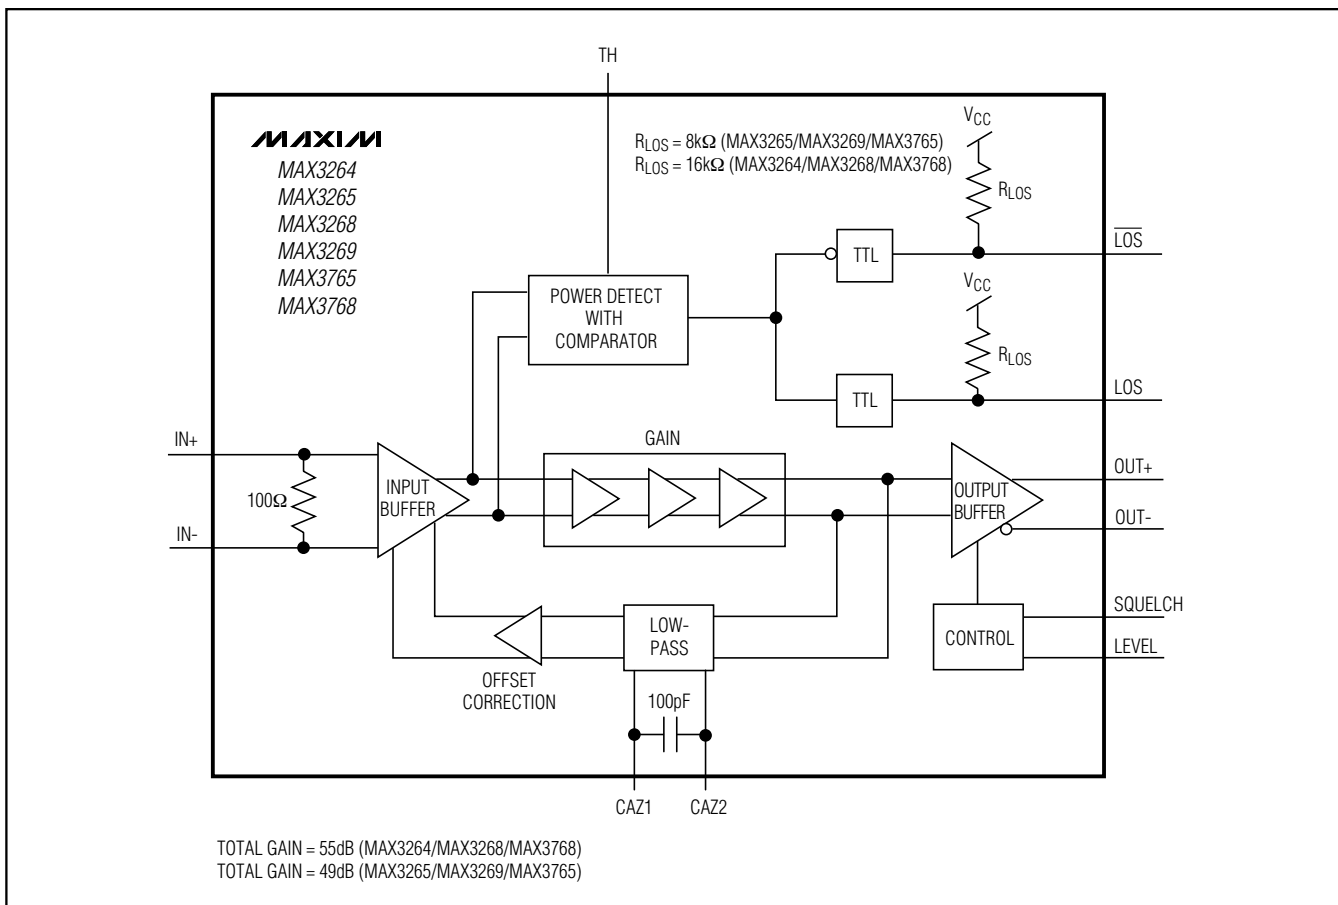 TH
MAXIM
MAX3264
MAX3265
MAX3268
MAX3269
MAX3765
MAX3768
RLOS = 8kΩ (MAX3265/MAX3269/MAX3765)
RLOS = 16kΩ (MAX3264/MAX3268/MAX3768)
VCC
RLOS
TTL
LOS
POWER DETECT
WITH
COMPARATOR
VCC
RLOS
TTL
LOS
IN+
100Ω
IN-
INPUT
BUFFER
GAIN
OUTPUT
BUFFER
OUT+
OUT-
OFFSET
CORRECTION
LOW-
PASS
100pF
CONTROL
SQUELCH
LEVEL
CAZ1
CAZ2
TOTAL GAIN = 55dB (MAX3264/MAX3268/MAX3768)
TOTAL GAIN = 49dB (MAX3265/MAX3269/MAX3765)